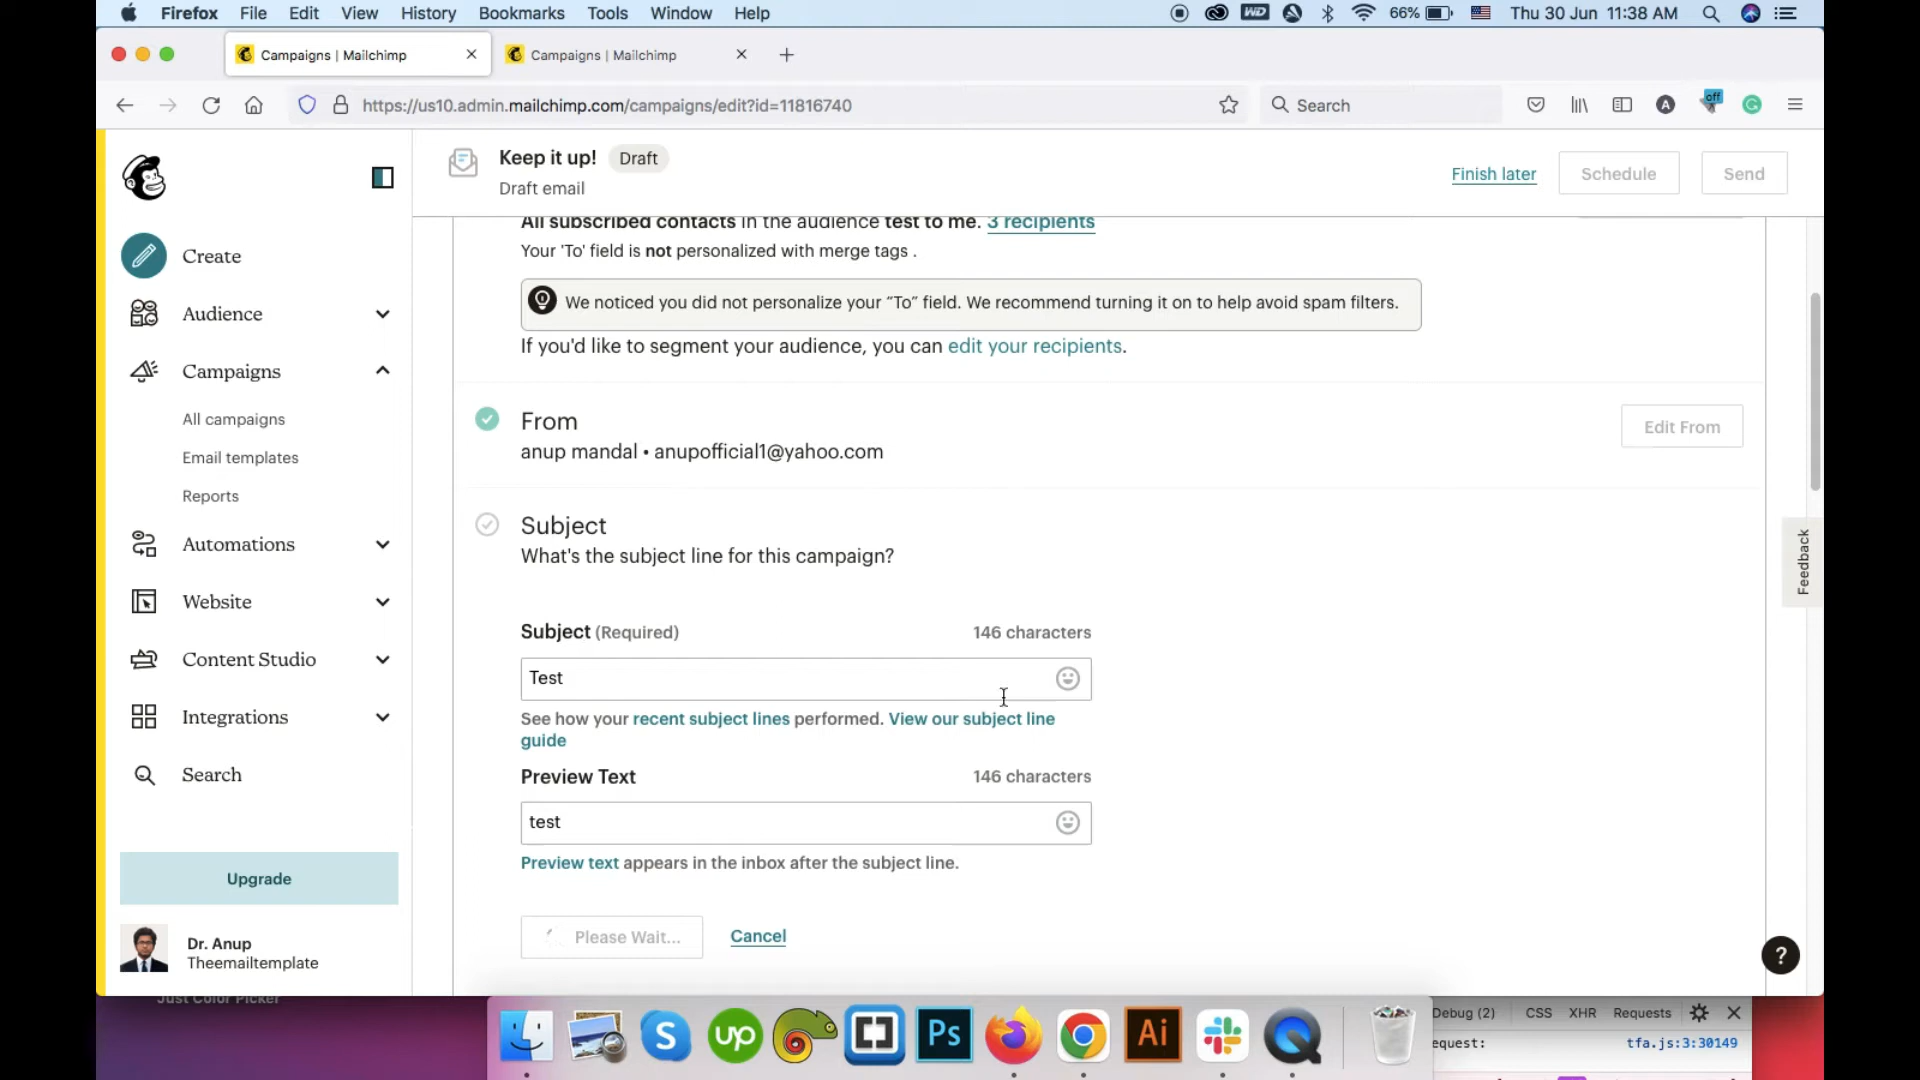 Firefox File Edit View History Bookmarks Tools Window Help WD 66% Thu 30 Jun 11:38 AM
Campaigns | Mailchimp Campaigns | Mailchimp
https://us10.admin.mailchimp.com/campaigns/edit?id=11816740 Search A off
Keep it up! Draft
Draft email
Finish later Schedule Send
Create
Audience
Campaigns
All campaigns
Email templates
Reports
Automations
Website
Content Studio
Integrations
Search
Upgrade
Dr. Anup
Theemailtemplate
All subscribed contacts in the audience test to me. 3 recipients
Your 'To' field is not personalized with merge tags .
We noticed you did not personalize your “To” field. We recommend turning it on to help avoid spam filters.
If you'd like to segment your audience, you can edit your recipients.
From
anup mandal • anupofficial1@yahoo.com
Edit From
Subject
What's the subject line for this campaign?
Subject (Required) 146 characters
Test
See how your recent subject lines performed. View our subject line
guide
Preview Text 146 characters
test
Preview text appears in the inbox after the subject line.
Please Wait... Cancel
Feedback
?
Just Color Picker
S up Ps Ai
Debug (2) CSS XHR Requests
equest: tfa.js:3:30149